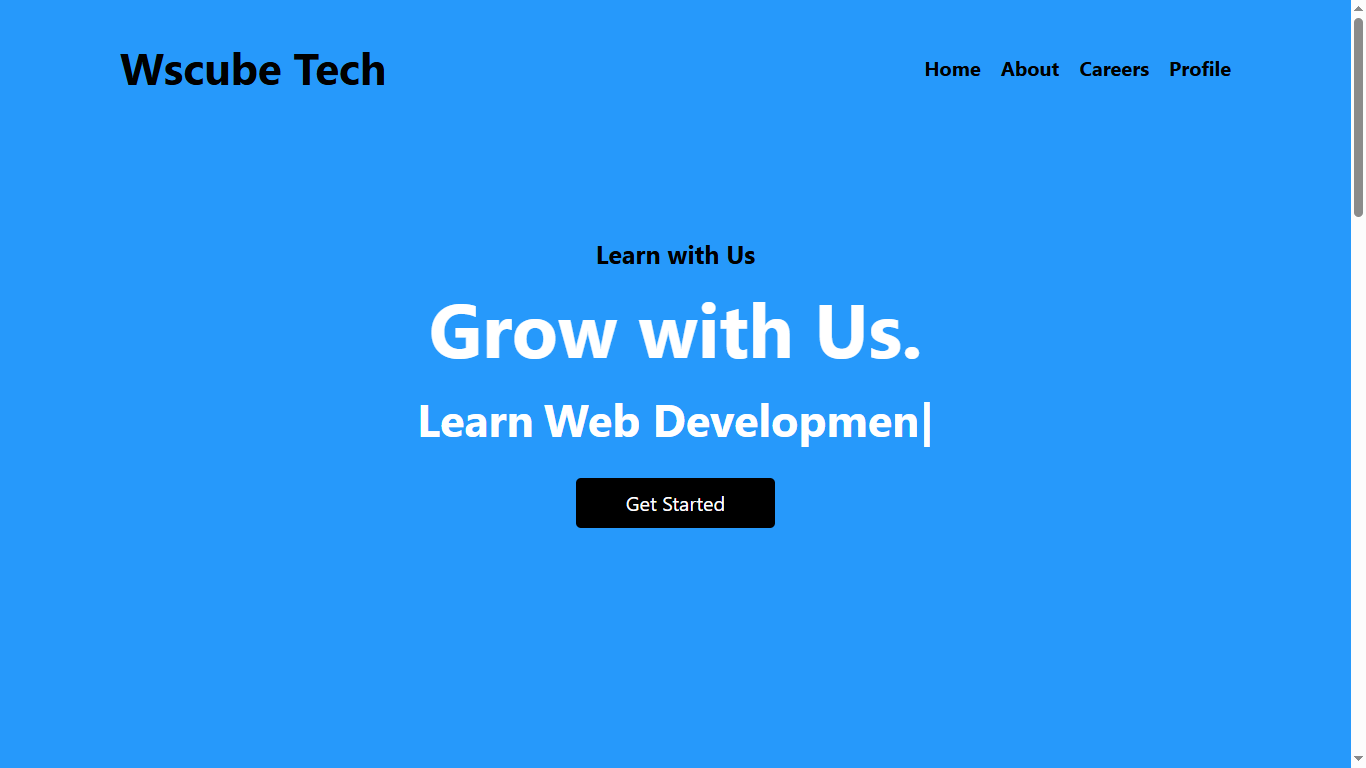 Wscube Tech
Home About Careers Profile
Learn with Us
Grow with Us.
Learn Web Developmen|
Get Started